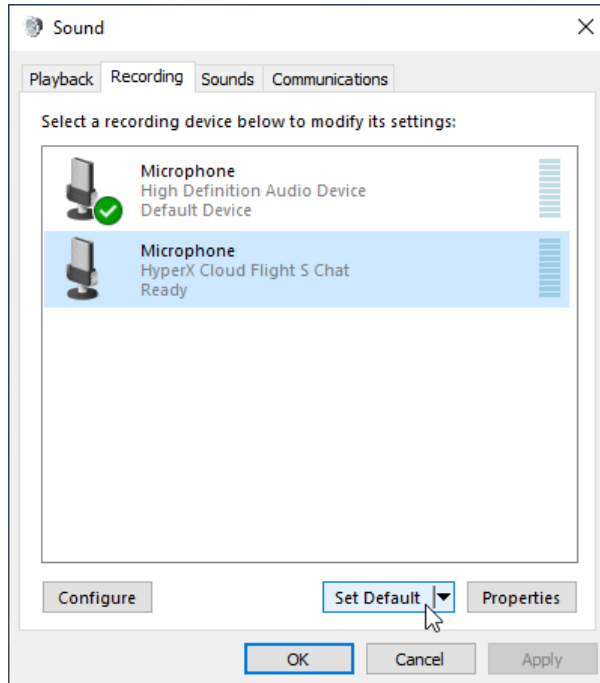 Sound
Playback Recording Sounds Communications
Select a recording device below to modify its settings:
Microphone
High Definition Audio Device
Default Device
Microphone
HyperX Cloud Flight S Chat
Ready
Configure Set Default Properties
OK Cancel Apply